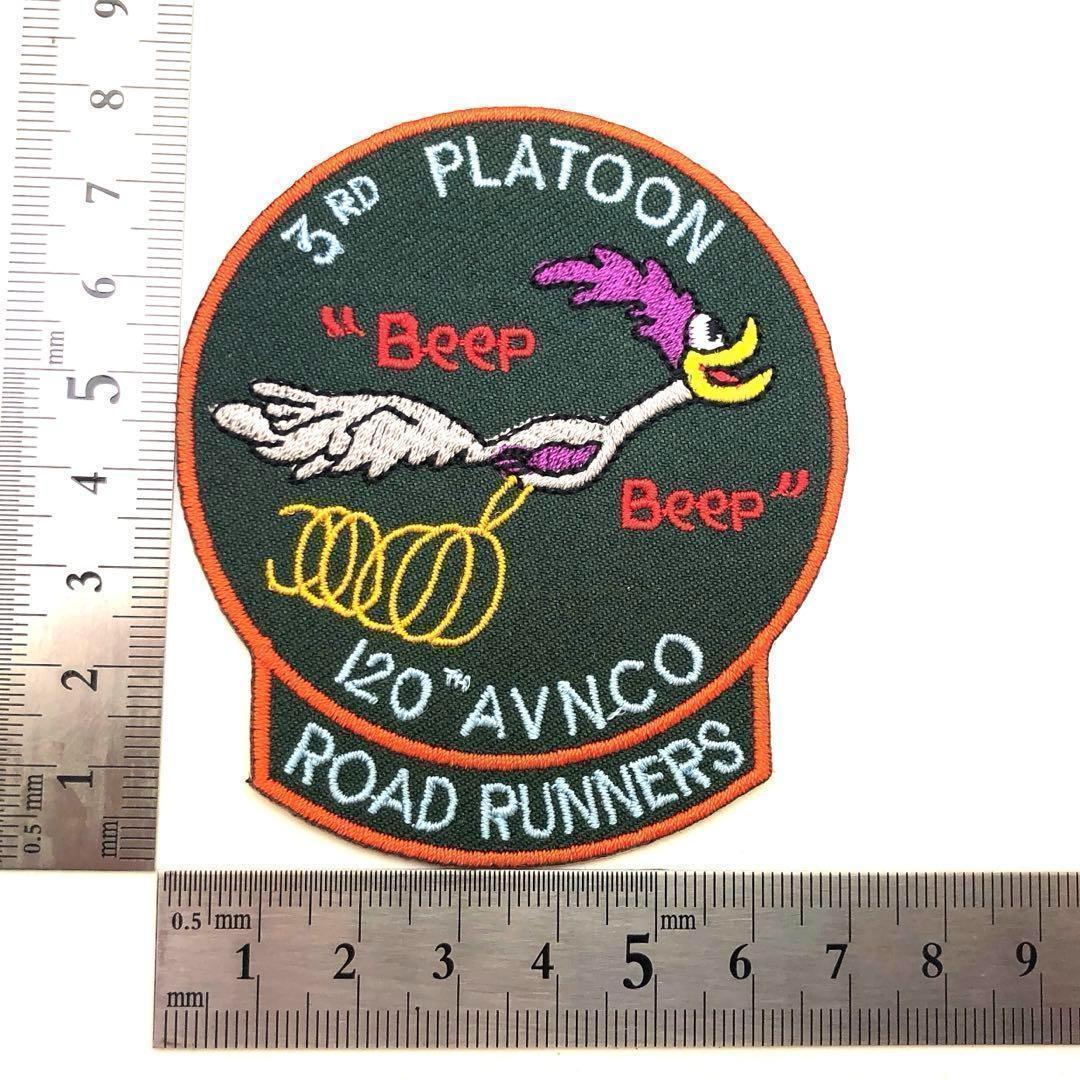 3RD PLATOON
"Beep
Beep"
120TH AVN.CO
ROAD RUNNERS
9
8
7
6
mm
5
4
3
2
1
0.5 mm
mm
0.5 mm
mm
1 2 3 4 5 6 7 8 9
mm